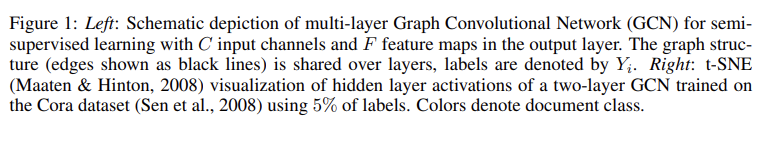 Figure 1: Left: Schematic depiction of multi-layer Graph Convolutional Network (GCN) for semi-
supervised learning with C input channels and F feature maps in the output layer. The graph struc-
ture (edges shown as black lines) is shared over layers, labels are denoted by Yi. Right: t-SNE
(Maaten & Hinton, 2008) visualization of hidden layer activations of a two-layer GCN trained on
the Cora dataset (Sen et al., 2008) using 5% of labels. Colors denote document class.